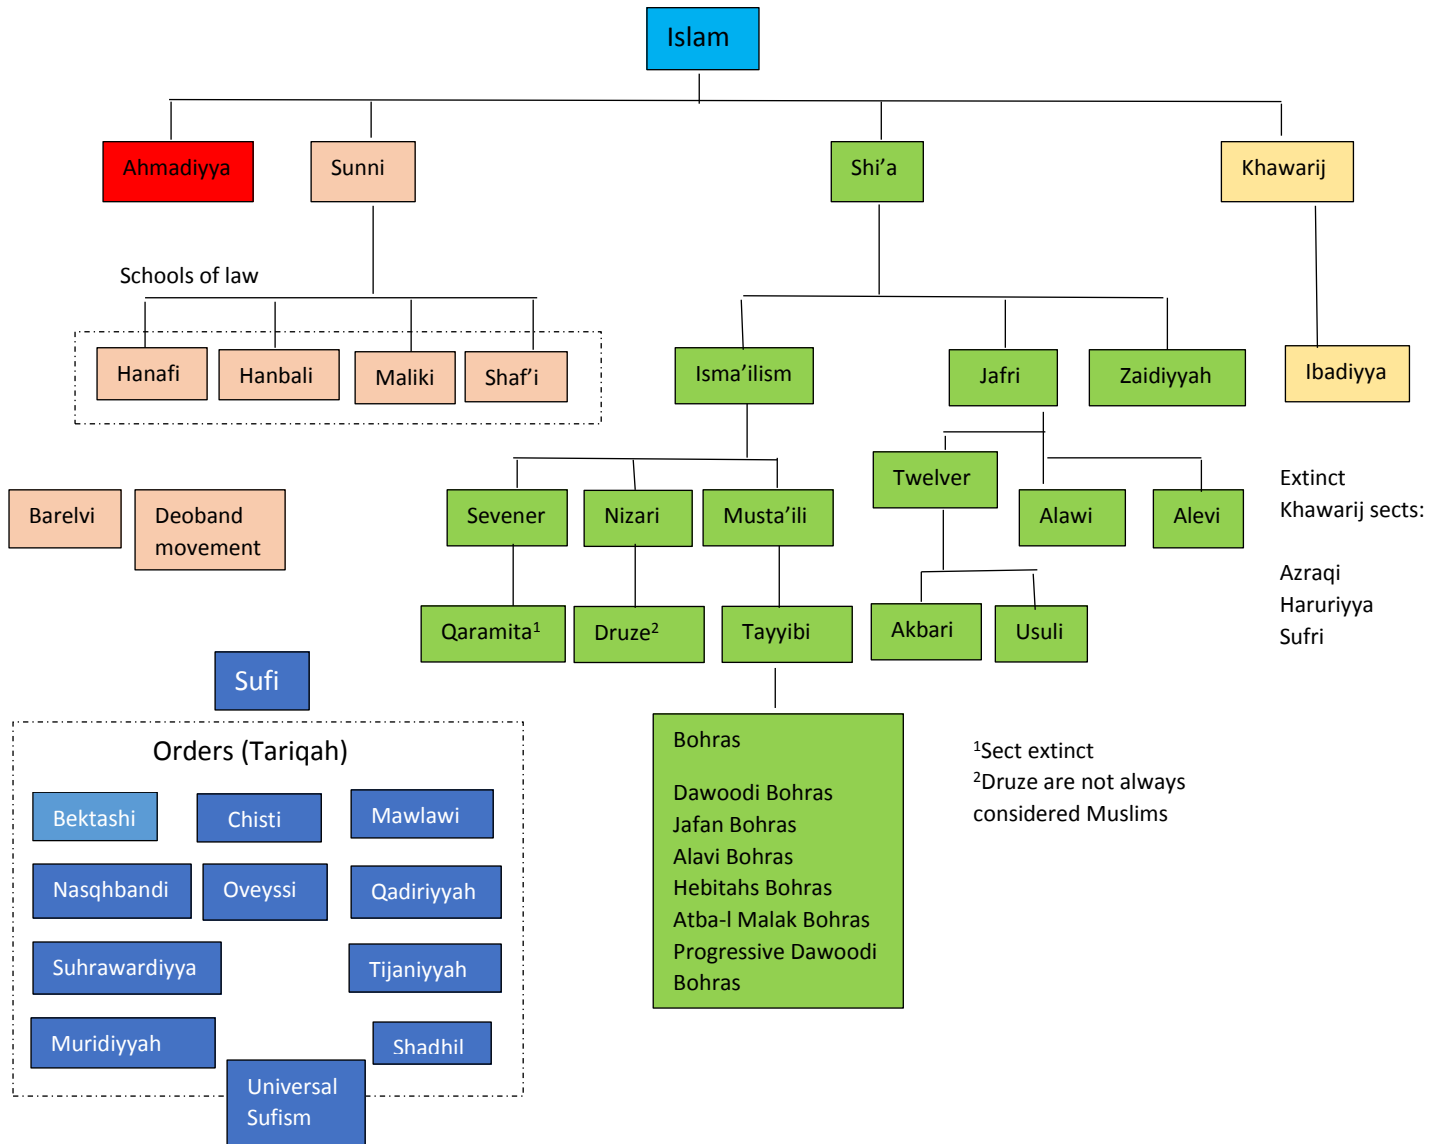 Islam
Ahmadiyya
Sunni
Shi’a
Khawarij
Schools of law
Hanafi
Hanbali
Maliki
Shaf’i
Isma’ilism
Jafri
Zaidiyyah
Ibadiyya
Barelvi
Deoband
movement
Sevener
Nizari
Musta’ili
Twelver
Alawi
Alevi
Extinct
Khawarij sects:
Azraqi
Haruriyya
Sufri
Qaramita¹
Druze²
Tayyibi
Akbari
Usuli
Sufi
Orders (Tariqah)
Bektashi
Chisti
Mawlawi
Nasqhbandi
Oveyssi
Qadiriyyah
Suhrawardiyya
Tijaniyyah
Muridiyyah
Shadhil
Universal
Sufism
Bohras
Dawoodi Bohras
Jafan Bohras
Alavi Bohras
Hebitahs Bohras
Atba-l Malak Bohras
Progressive Dawoodi
Bohras
¹Sect extinct
²Druze are not always
considered Muslims